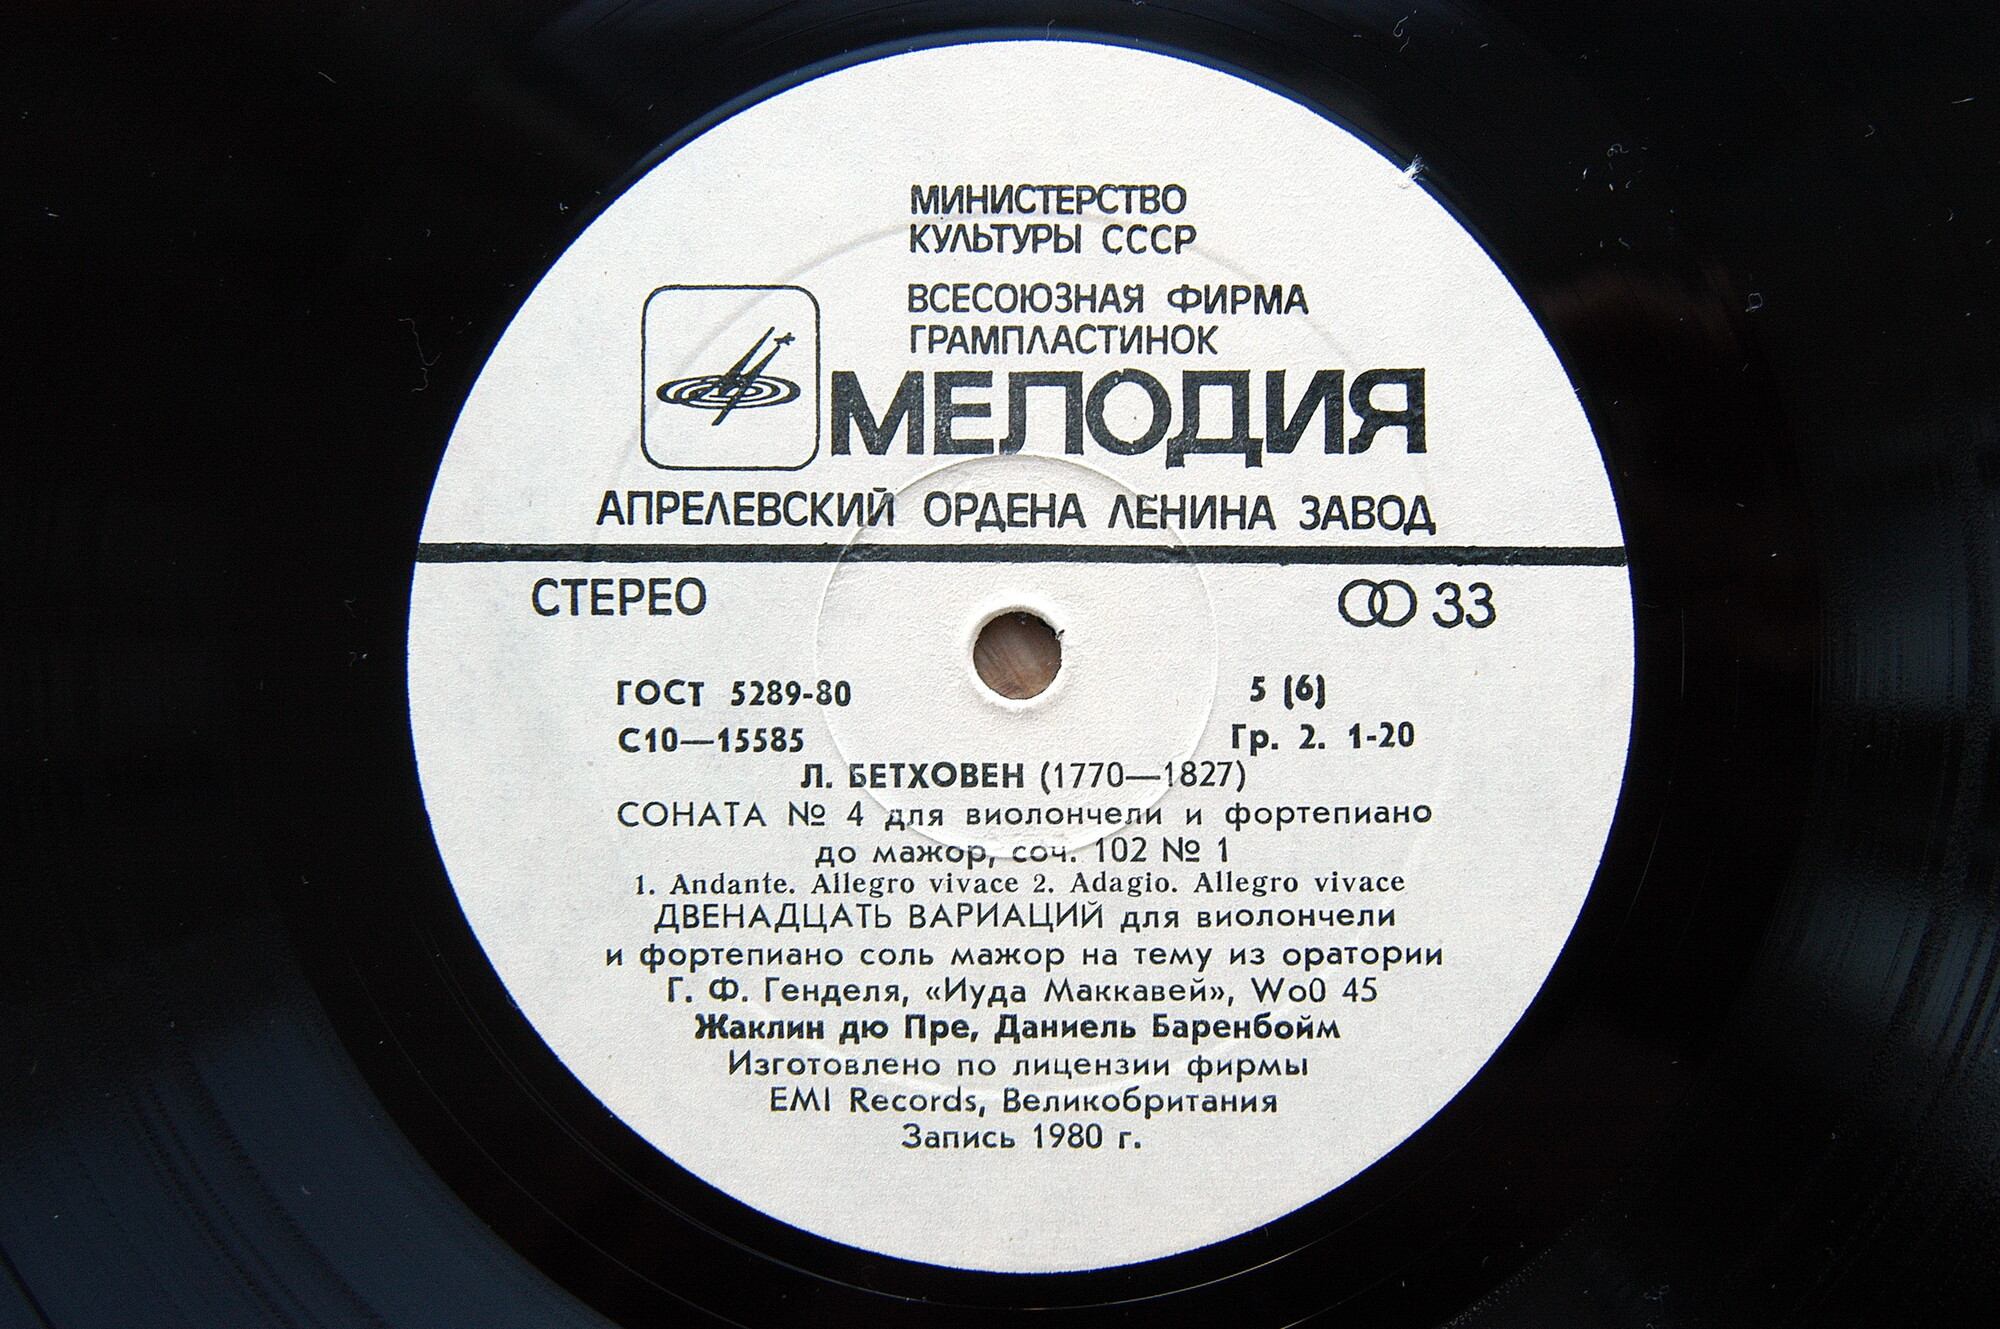 МИНИСТЕРСТВО
КУЛЬТУРЫ СССР
ВСЕСОЮЗНАЯ ФИРМА
ГРАМПЛАСТИНОК
МЕЛОДИЯ
АПРЕЛЕВСКИЙ ОРДЕНА ЛЕНИНА ЗАВОД
СТЕРЕО 33
ГОСТ 5289-80 5 (6)
С10—15585 Гр. 2. 1-20
Л. БЕТХОВЕН (1770—1827)
СОНАТА № 4 для виолончели и фортепиано
до мажор, соч. 102 № 1
1. Andante. Allegro vivace 2. Adagio. Allegro vivace
ДВЕНАДЦАТЬ ВАРИАЦИЙ для виолончели
и фортепиано соль мажор на тему из оратории
Г. Ф. Генделя, «Иуда Маккавей», WoO 45
Жаклин дю Пре, Даниель Баренбойм
Изготовлено по лицензии фирмы
EMI Records, Великобритания
Запись 1980 г.